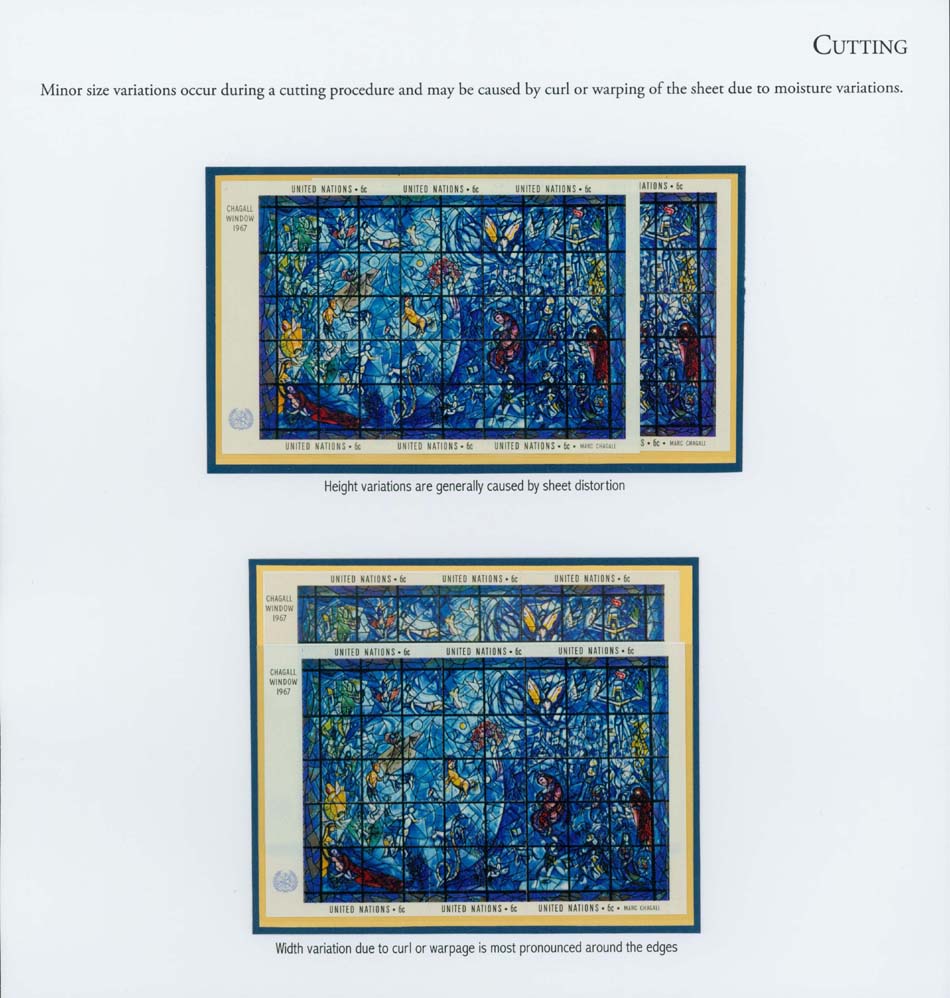 CUTTING
Minor size variations occur during a cutting procedure and may be caused by curl or warping of the sheet due to moisture variations.
UNITED NATIONS • 6c UNITED NATIONS • 6c UNITED NATIONS • 6c IATIONS • 6c
CHAGALL
WINDOW
1967
UNITED NATIONS • 6c UNITED NATIONS • 6c UNITED NATIONS • 6c • MARC CHAGALL S • 6c • MARC CHAGALL
Height variations are generally caused by sheet distortion
UNITED NATIONS • 6c UNITED NATIONS • 6c UNITED NATIONS • 6c
CHAGALL
WINDOW
1967
UNITED NATIONS • 6c UNITED NATIONS • 6c UNITED NATIONS • 6c
CHAGALL
WINDOW
1967
UNITED NATIONS • 6c UNITED NATIONS • 6c UNITED NATIONS • 6c • MARC CHAGALL
Width variation due to curl or warpage is most pronounced around the edges